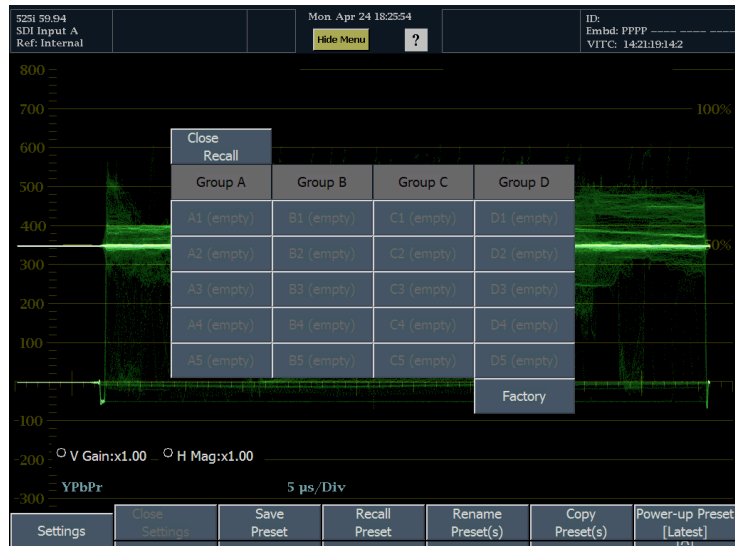 525i 59.94
SDI Input A
Ref: Internal
Mon Apr 24 18:25:54
Hide Menu
?
ID:
Embd: PPPP ---- ---- ----
VITC: 14:21:19:14:2
800
700
100%
600
Close
Recall
Group A Group B Group C Group D
500
A1 (empty) B1 (empty) C1 (empty) D1 (empty)
400
A2 (empty) B2 (empty) C2 (empty) D2 (empty)
300
A3 (empty) B3 (empty) C3 (empty) D3 (empty)
200
A4 (empty) B4 (empty) C4 (empty) D4 (empty)
100
A5 (empty) B5 (empty) C5 (empty) D5 (empty)
Factory
-100
V Gain:x1.00 H Mag:x1.00
-200
YPbPr 5 µs/Div
-300
Settings
Close
Settings
Save
Preset
Recall
Preset
Rename
Preset(s)
Copy
Preset(s)
Power-up Preset
[Latest]